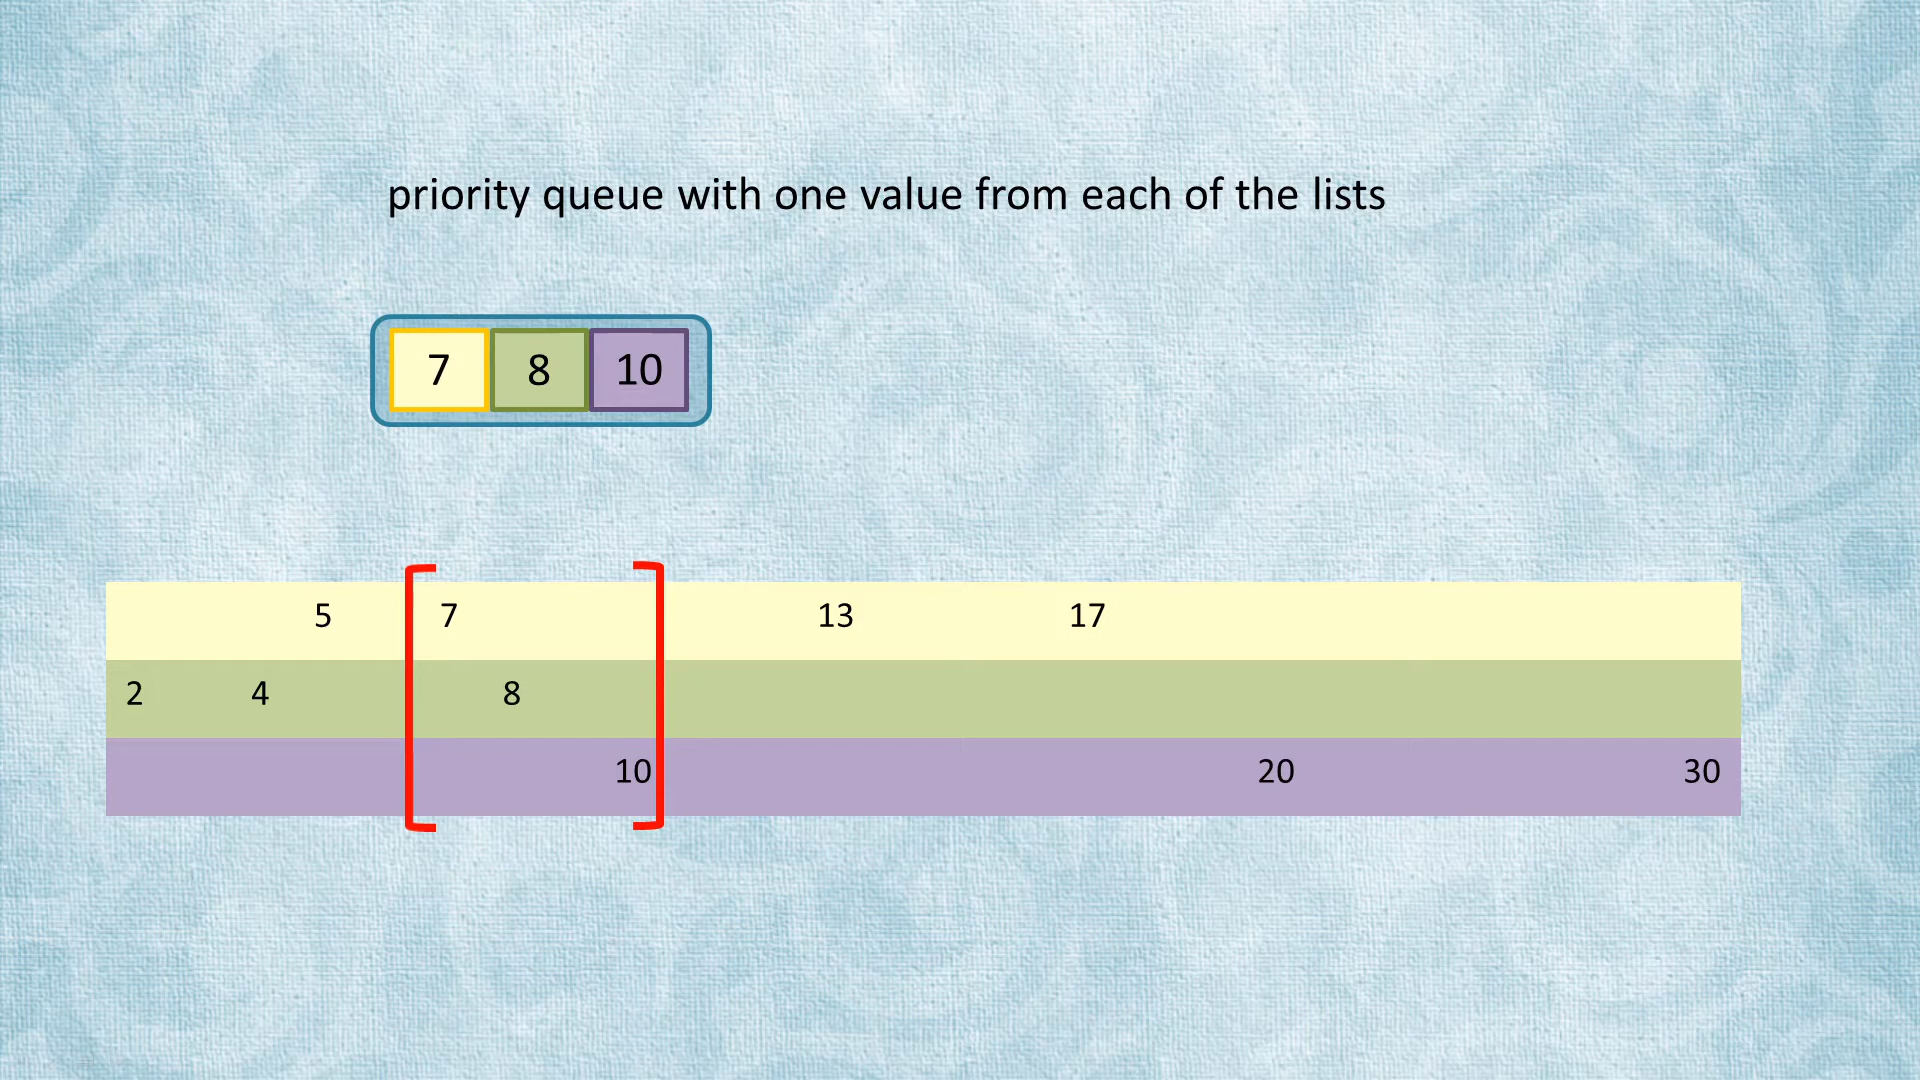 priority queue with one value from each of the lists
7 8 10
5 7 13 17
2 4 8
10 20 30